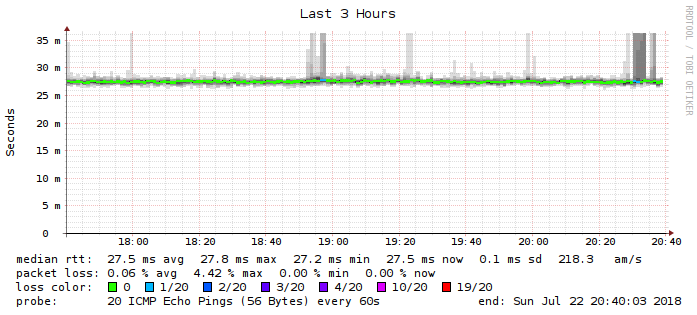 Last 3 Hours
RRDTOOL / TOBI OETIKER
Seconds
35 m
30 m
25 m
20 m
15 m
10 m
5 m
0
18:00 18:20 18:40 19:00 19:20 19:40 20:00 20:20 20:40
median rtt: 27.5 ms avg 27.8 ms max 27.2 ms min 27.5 ms now 0.1 ms sd 218.3 am/s
packet loss: 0.06 % avg 4.42 % max 0.00 % min 0.00 % now
loss color: 0 1/20 2/20 3/20 4/20 10/20 19/20
probe: 20 ICMP Echo Pings (56 Bytes) every 60s end: Sun Jul 22 20:40:03 2018